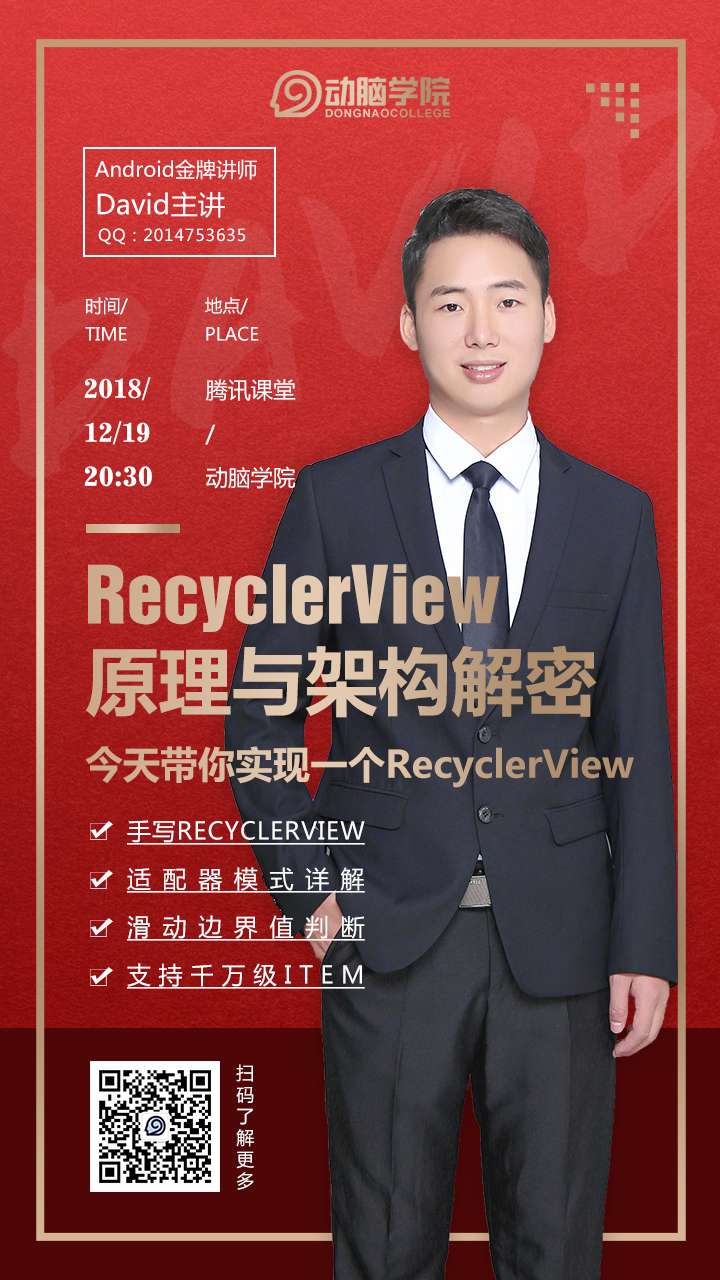 动脑学院
DONGNAOCOLLEGE
Android金牌讲师
David主讲
QQ：2014753635
时间/
TIME
地点/
PLACE
2018/
12/19
20:30
腾讯课堂
/
动脑学院
DAVID
RecyclerView
原理与架构解密
今天带你实现一个RecyclerView
手写RECYCLERVIEW
适配器模式详解
滑动边界值判断
支持千万级ITEM
扫码了解更多